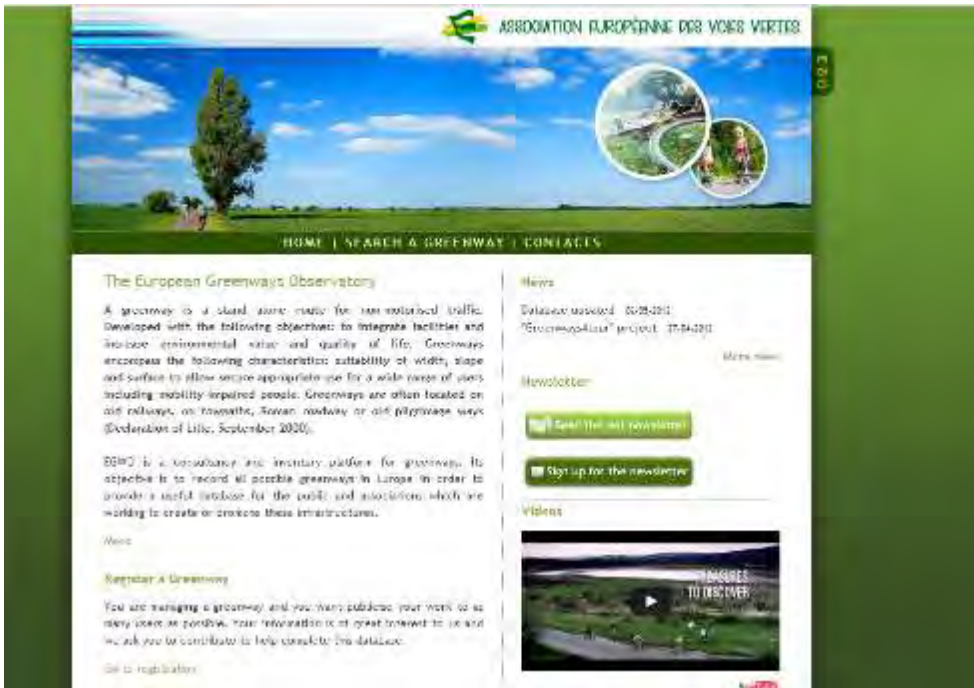 ASSOCIATION EUROPÉENNE DES VOIES VERTES
HOME | SEARCH A GREENWAY | CONTACTS
The European Greenways Observatory
A greenway is a stand alone route for non-motorised traffic.
Developed with the following objectives: to integrate facilities and
increase environmental value and quality of life. Greenways
encompass the following characteristics: suitability of width, slope
and surface to allow secure appropriate use for a wide range of users
including mobility impaired people. Greenways are often located on
old railways, on towpaths, Roman roadway or old pilgrimage ways
(Declaration of Lille, September 2000).
EGWO is a consultancy and inventory platform for greenways. Its
objective is to record all possible greenways in Europe in order to
provide a useful database for the public and associations which are
working to create or promote these infrastructures.
More
Register a Greenway
You are managing a greenway and you want publicise your work to as
many users as possible. Your information is of great interest to us and
we ask you to contribute to help complete this database.
Go to registration
News
Database updated
"Greenways4tour" project
More news
Newsletter
Read the last newsletter
Sign up for the newsletter
Videos
TO DISCOVER
YouTube